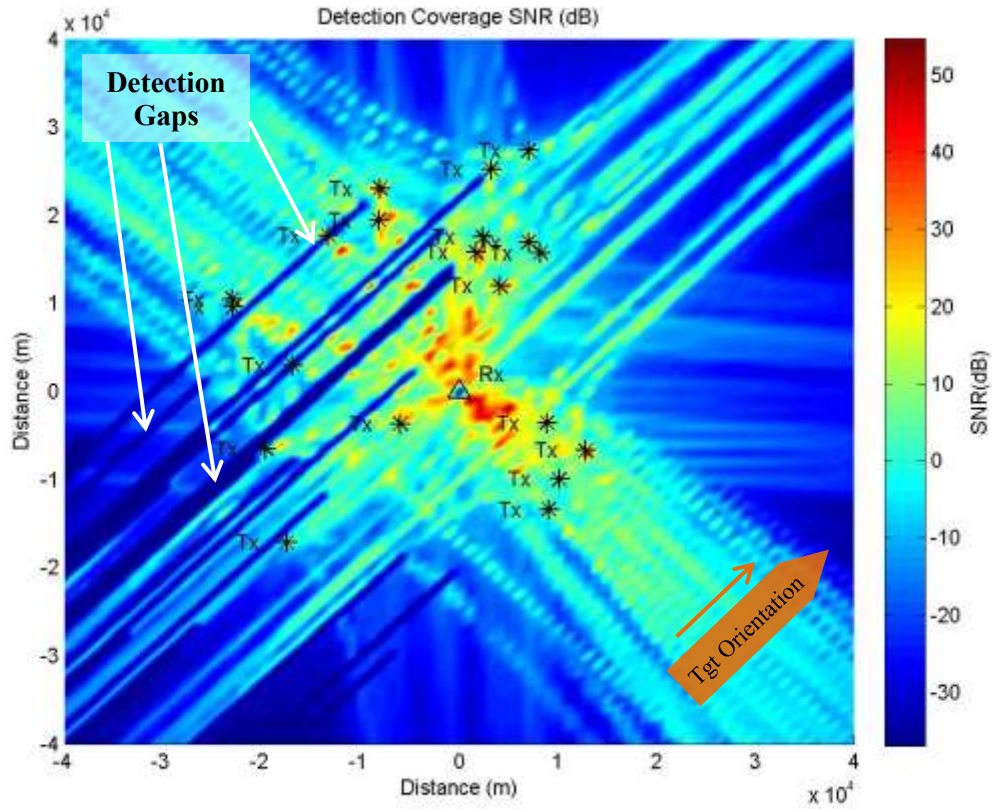 Detection Coverage SNR (dB)
x 10⁴
4
3
2
1
0
-1
-2
-3
-4
Distance (m)
-4
-3
-2
-1
0
1
2
3
4
Distance (m)
x 10⁴
Detection
Gaps
Tx
Tx
Tx
Tx
Tx
Tx
Tx
Tx
Tx
Tx
Tx
Tx
Rx
Tx
Tx
Tx
Tx
Tx
Tx
Tx
Tgt Orientation
50
40
30
20
10
0
-10
-20
-30
SNR(dB)